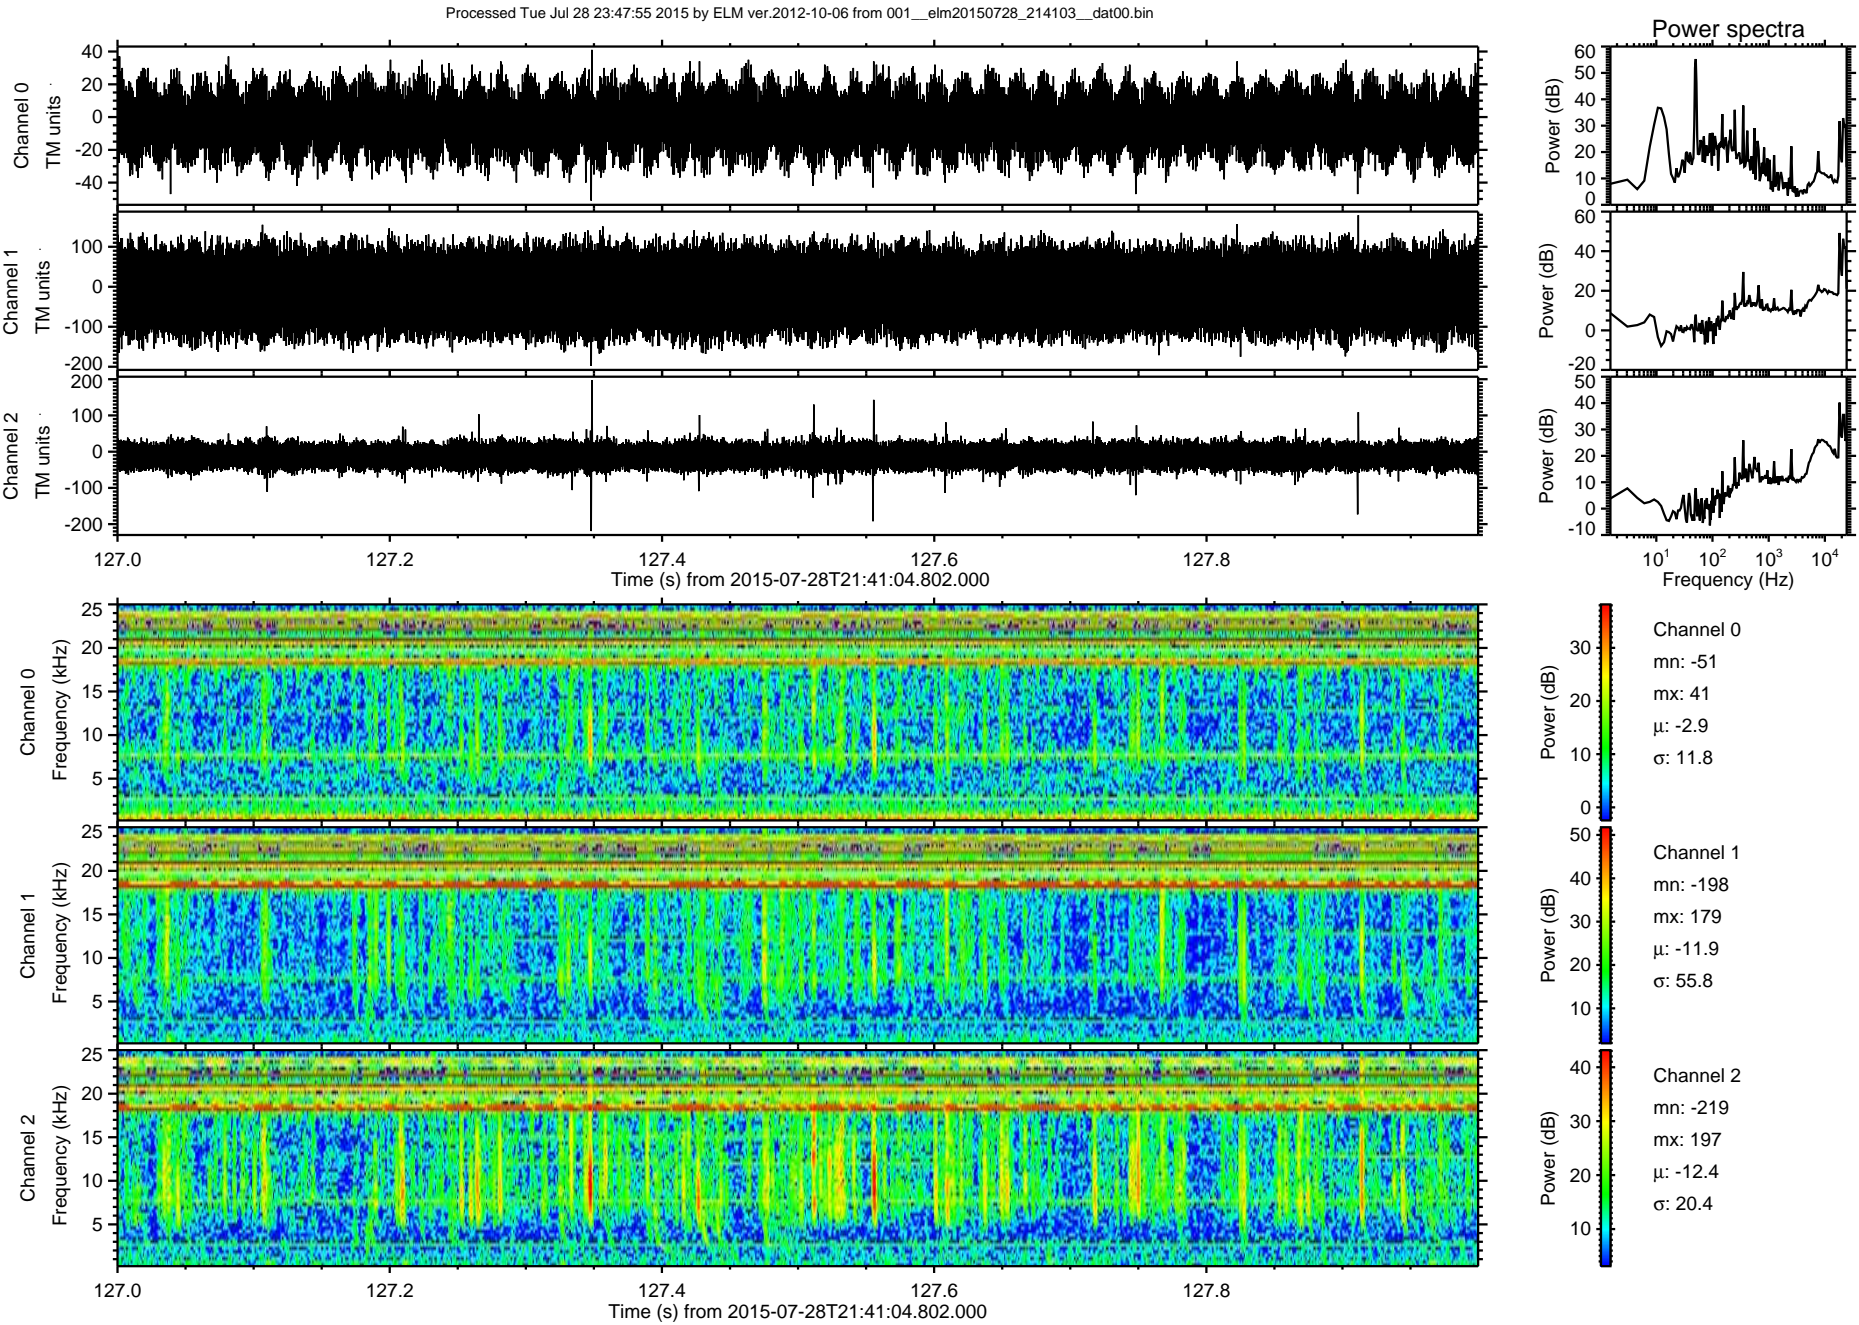 Processed Tue Jul 28 23:47:55 2015 by ELM ver.2012-10-06 from 001__elm20150728_214103__dat00.bin
Power spectra
Channel 0
TM units
40
20
0
-20
-40
Power (dB)
60
50
40
30
20
10
0
Channel 1
TM units
100
0
-100
-200
Power (dB)
60
40
20
0
-20
Channel 2
TM units
200
100
0
-100
-200
Power (dB)
50
40
30
20
10
0
-10
127.0 127.2 127.4 127.6 127.8
Time (s) from 2015-07-28T21:41:04.802.000
10¹ 10² 10³ 10⁴
Frequency (Hz)
Channel 0
Frequency (kHz)
25
20
15
10
5
Power (dB)
30
20
10
0
Channel 0
mn: -51
mx: 41
μ: -2.9
σ: 11.8
Channel 1
Frequency (kHz)
25
20
15
10
5
Power (dB)
50
40
30
20
10
Channel 1
mn: -198
mx: 179
μ: -11.9
σ: 55.8
Channel 2
Frequency (kHz)
25
20
15
10
5
Power (dB)
40
30
20
10
Channel 2
mn: -219
mx: 197
μ: -12.4
σ: 20.4
127.0 127.2 127.4 127.6 127.8
Time (s) from 2015-07-28T21:41:04.802.000